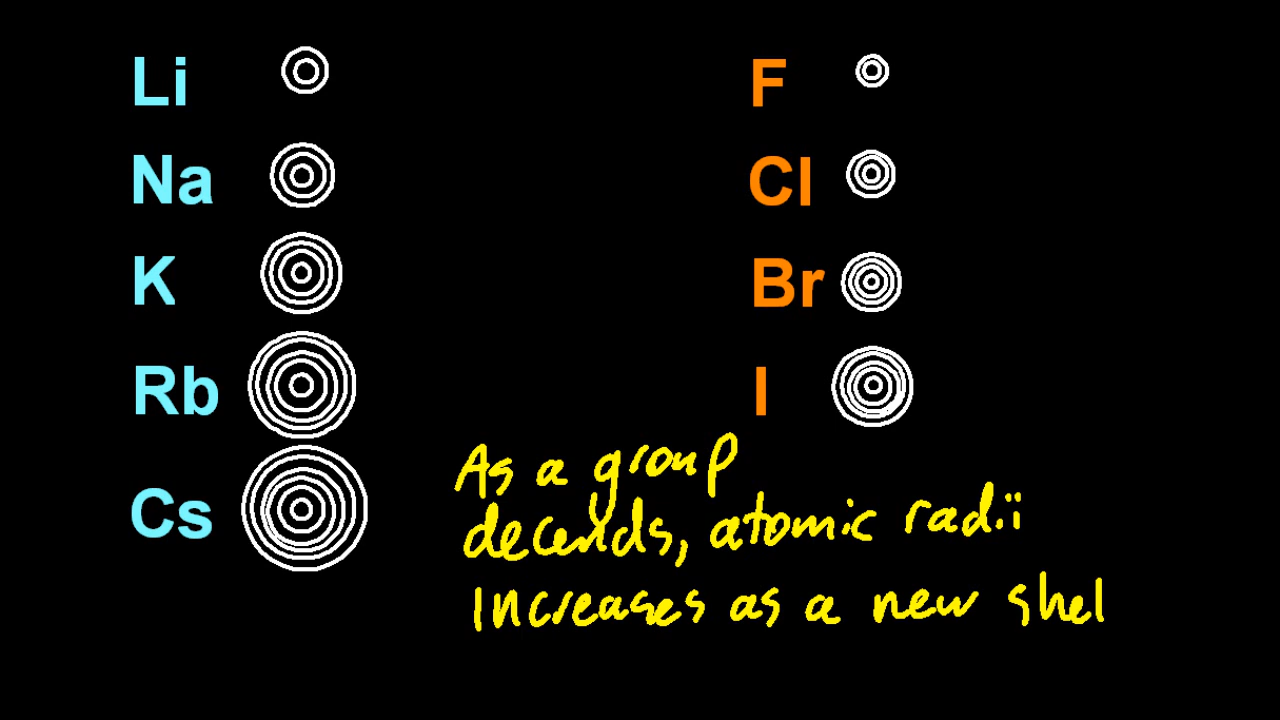 Li F
Na Cl
K Br
Rb I
Cs
As a group
decends, atomic radii
increases as a new shel